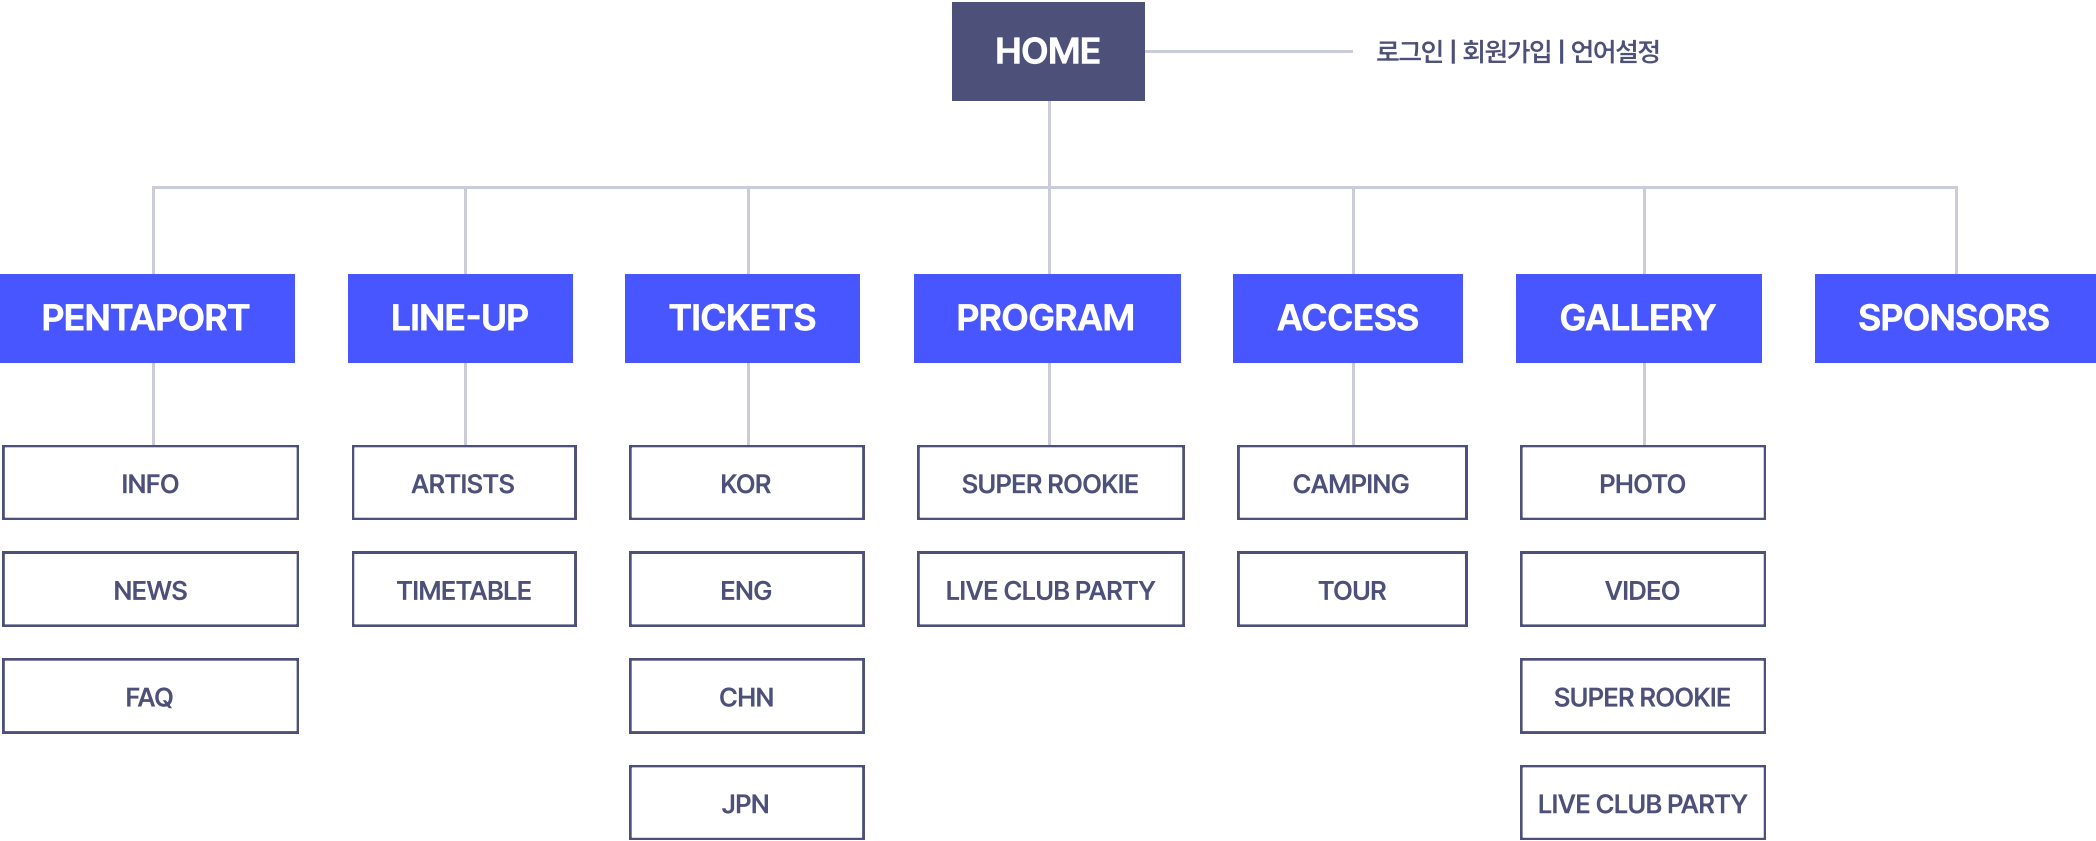 HOME
로그인 | 회원가입 | 언어설정
PENTAPORT
LINE-UP
TICKETS
PROGRAM
ACCESS
GALLERY
SPONSORS
INFO
ARTISTS
KOR
SUPER ROOKIE
CAMPING
PHOTO
NEWS
TIMETABLE
ENG
LIVE CLUB PARTY
TOUR
VIDEO
FAQ
CHN
SUPER ROOKIE
JPN
LIVE CLUB PARTY